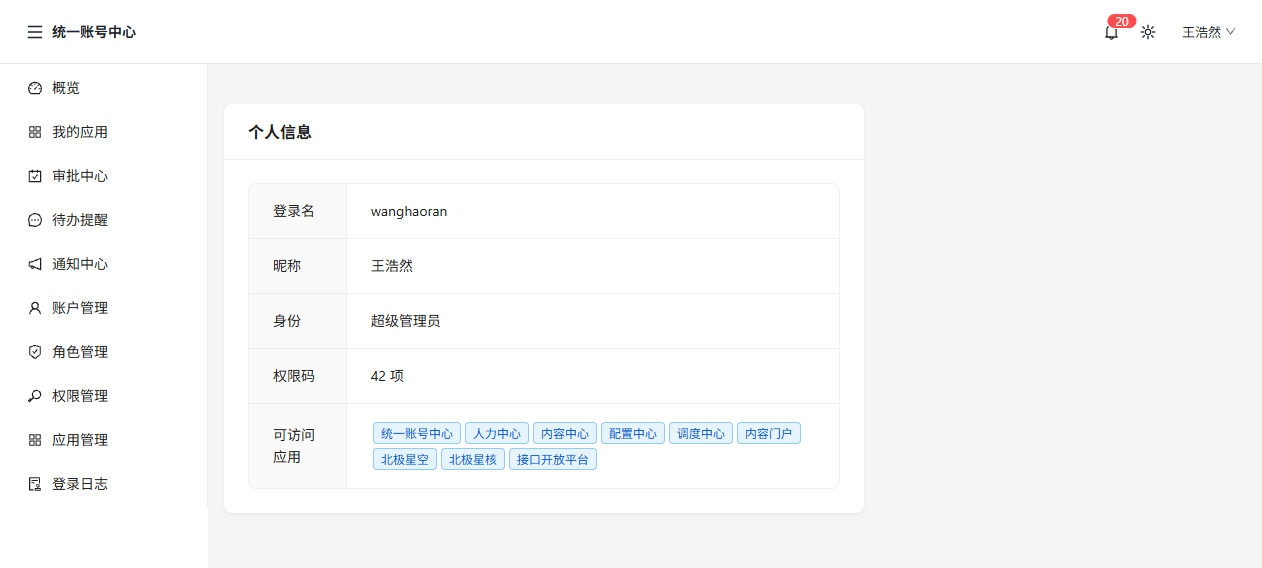 统一账号中心
20
王浩然
概览
我的应用
审批中心
待办提醒
通知中心
账户管理
角色管理
权限管理
应用管理
登录日志
个人信息
登录名 wanghaoran
昵称 王浩然
身份 超级管理员
权限码 42 项
可访问应用
统一账号中心 人力中心 内容中心 配置中心 调度中心 内容门户
北极星空 北极星核 接口开放平台